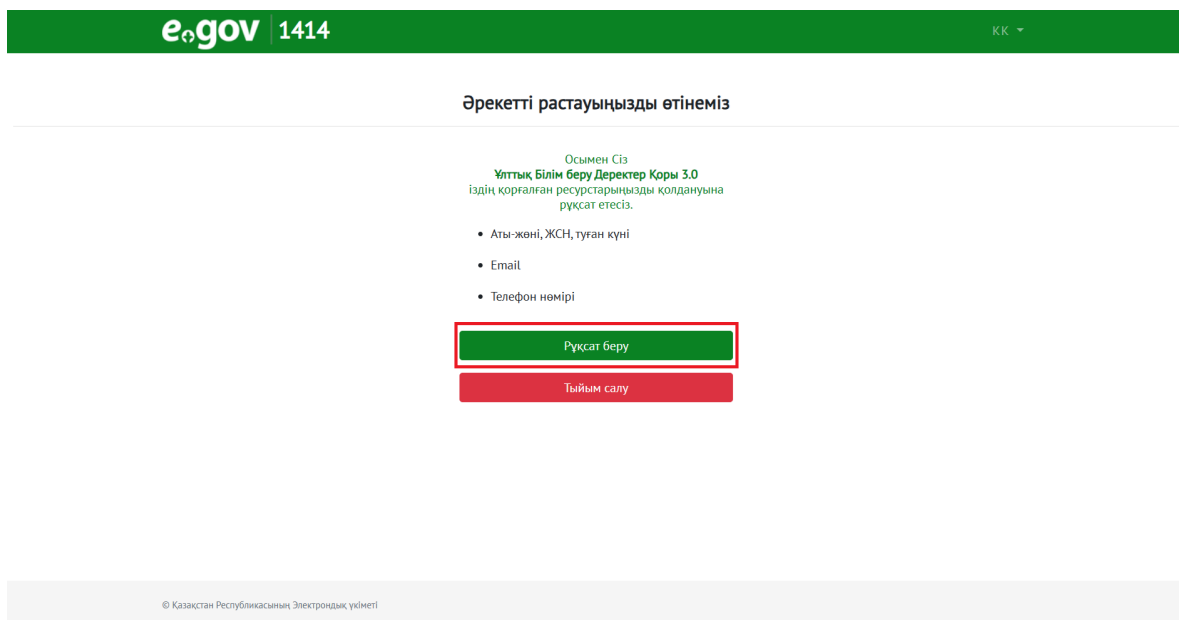 egov 1414
KK
Әрекетті растауыңызды өтінеміз
Осымен Сіз
Ұлттық Білім беру Деректер Қоры 3.0
іздің қорғалған ресурстарыңызды қолдануына
рұқсат етесіз.
• Аты-жөні, ЖСН, туған күні
• Email
• Телефон нөмірі
Рұқсат беру
Тыйым салу
© Қазақстан Республикасының Электрондық үкіметі